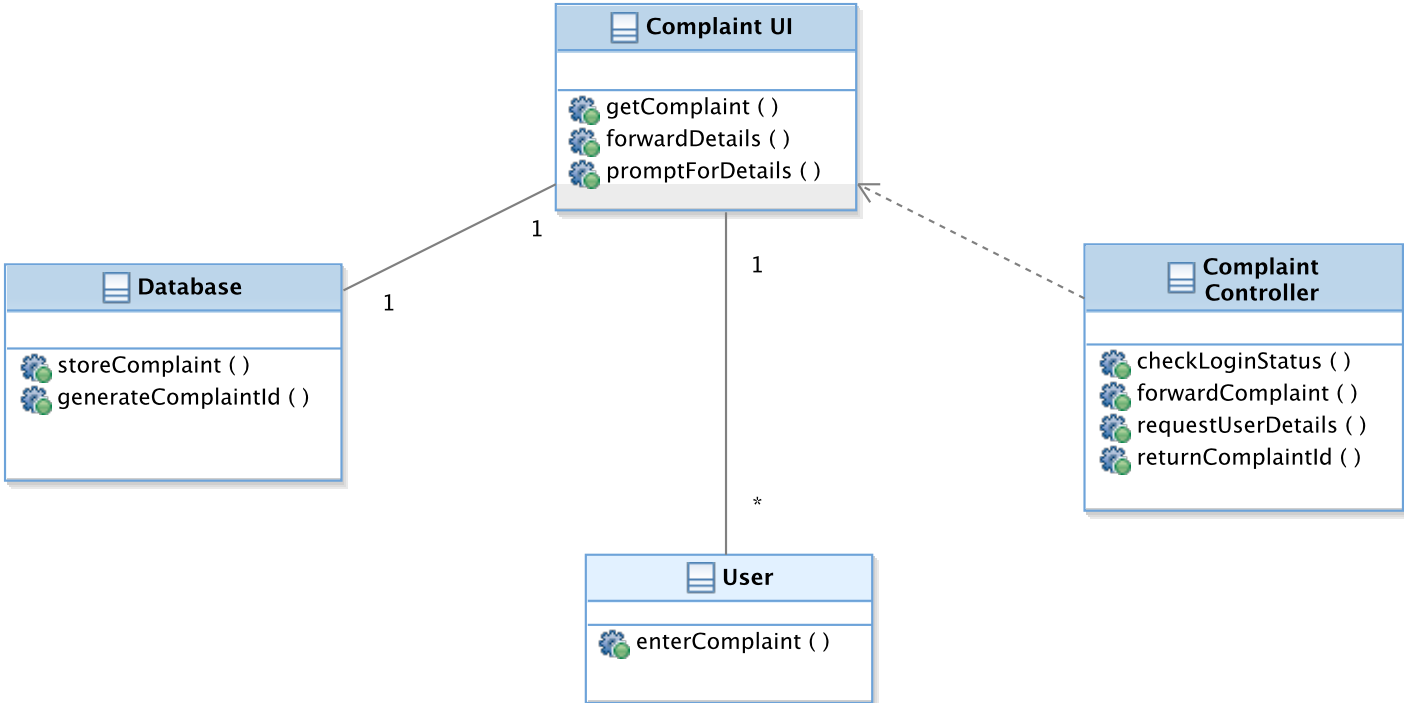 Complaint UI
getComplaint ( )
forwardDetails ( )
promptForDetails ( )
1
1
Database
1
storeComplaint ( )
generateComplaintId ( )
Complaint
Controller
checkLoginStatus ( )
forwardComplaint ( )
requestUserDetails ( )
returnComplaintId ( )
*
User
enterComplaint ( )